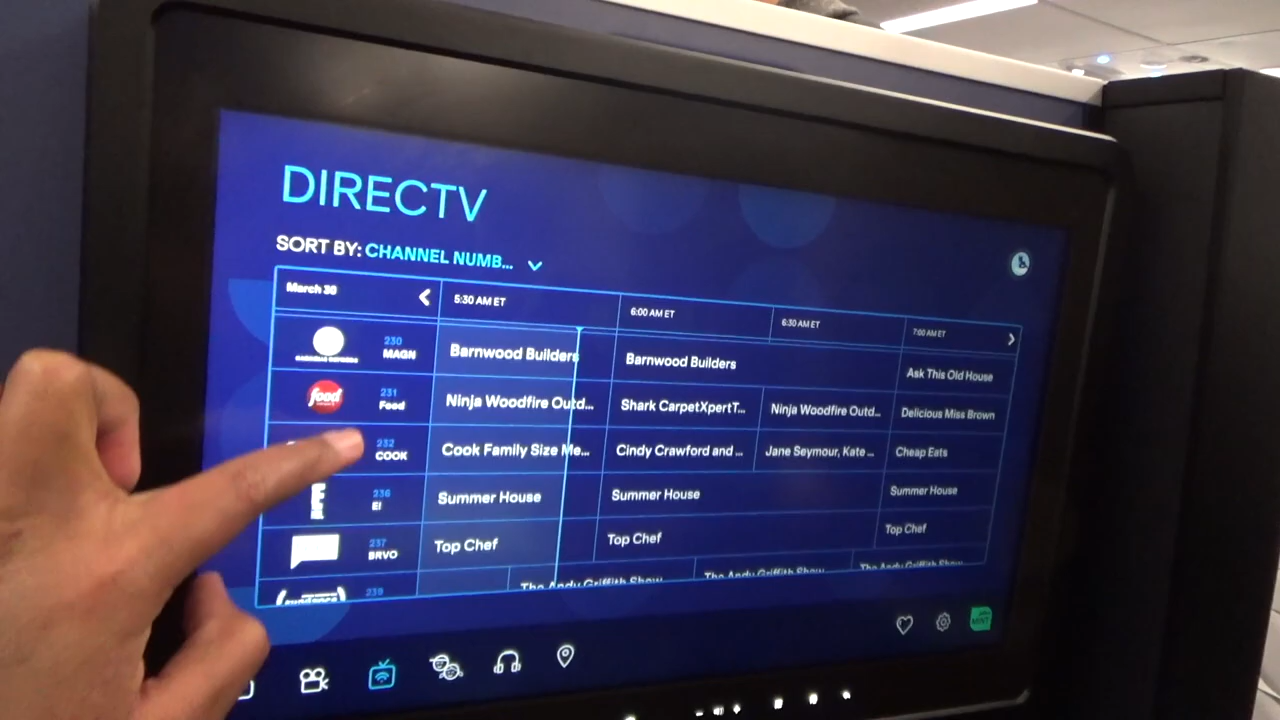 DIRECTV
SORT BY: CHANNEL NUMB...
March 30 5:30 AM ET 6:00 AM ET 6:30 AM ET 7:00 AM ET
230
MAGN Barnwood Builders Barnwood Builders Ask This Old House
food 231
Food Ninja Woodfire Outd... Shark CarpetXpertT... Ninja Woodfire Outd... Delicious Miss Brown
232
COOK Cook Family Size Me... Cindy Crawford and ... Jane Seymour, Kate ... Cheap Eats
236
E! Summer House Summer House Summer House
237
BRVO Top Chef Top Chef Top Chef
239 The Andy Griffith Show The Andy Griffith Show The Andy Griffith Show
MINT